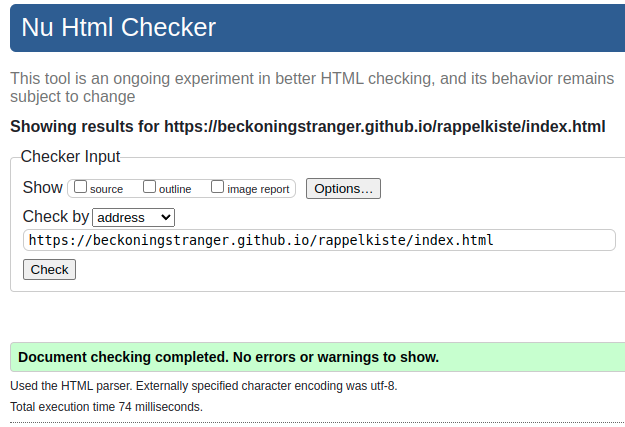 Nu Html Checker
This tool is an ongoing experiment in better HTML checking, and its behavior remains
subject to change
Showing results for https://beckoningstranger.github.io/rappelkiste/index.html
Checker Input
Show source outline image report Options...
Check by address
https://beckoningstranger.github.io/rappelkiste/index.html
Check
Document checking completed. No errors or warnings to show.
Used the HTML parser. Externally specified character encoding was utf-8.
Total execution time 74 milliseconds.